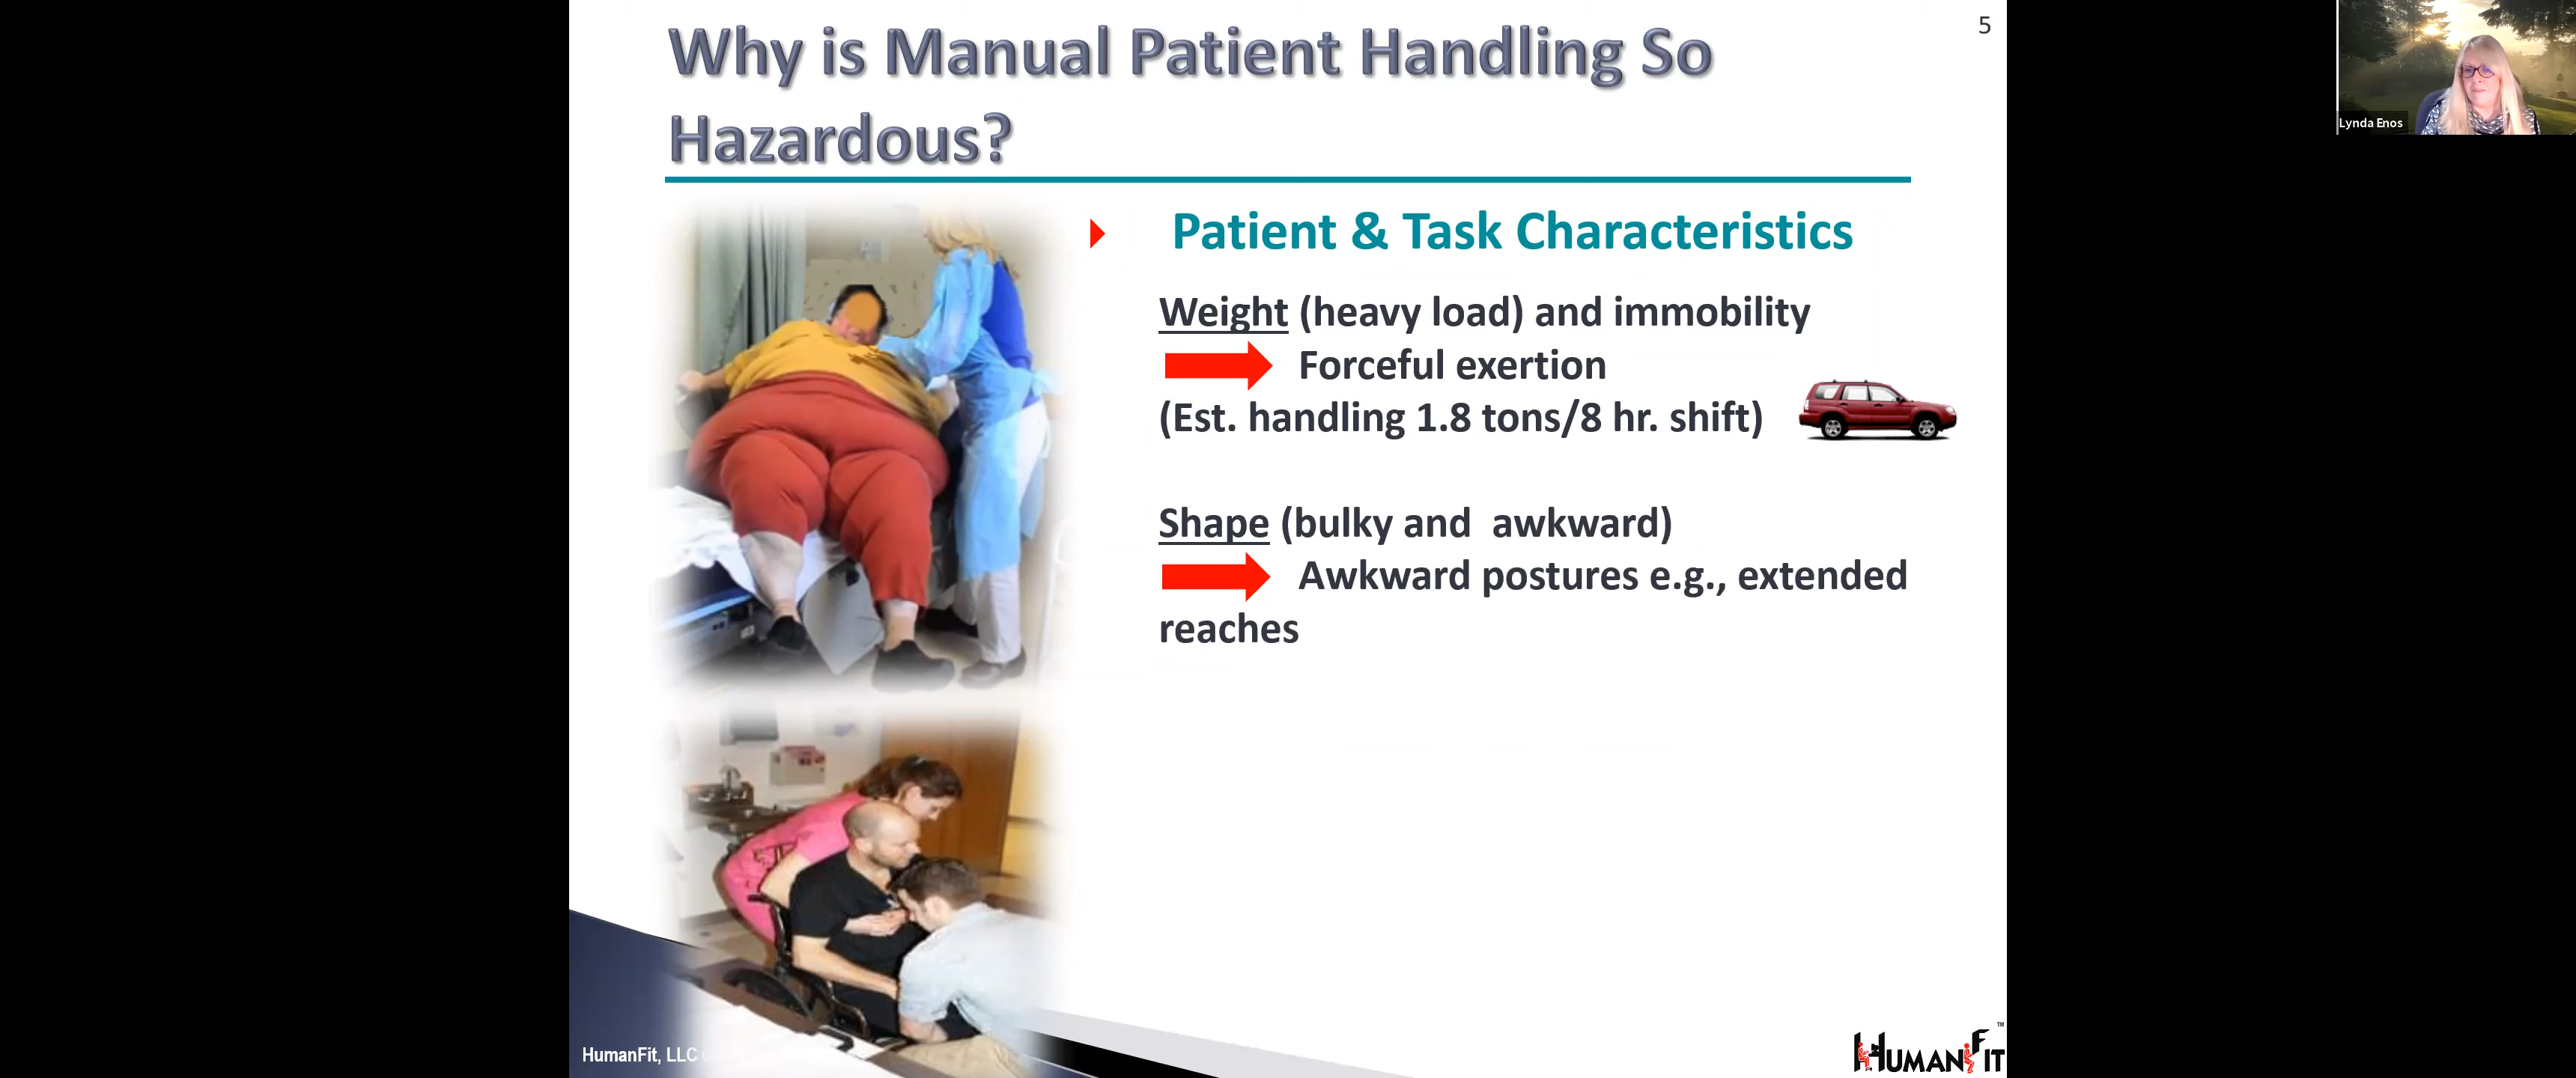 Why is Manual Patient Handling So
Hazardous?
5
Lynda Enos
Patient & Task Characteristics
Weight (heavy load) and immobility
Forceful exertion
(Est. handling 1.8 tons/8 hr. shift)
Shape (bulky and awkward)
Awkward postures e.g., extended
reaches
HumanFit, LLC
HUMANFIT™